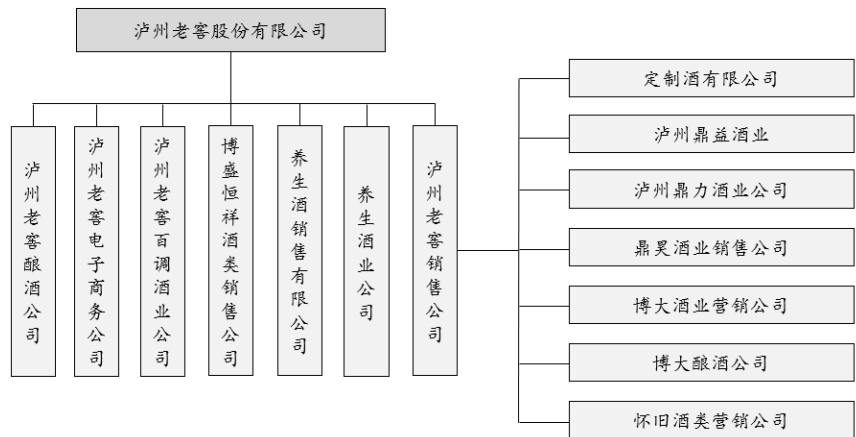 泸州老窖股份有限公司
泸州老窖酿酒公司
泸州老窖电子商务公司
泸州老窖百调酒业公司
博盛恒祥酒类销售公司
养生酒销售有限公司
养生酒业公司
泸州老窖销售公司
定制酒有限公司
泸州鼎益酒业
泸州鼎力酒业公司
鼎昊酒业销售公司
博大酒业营销公司
博大酿酒公司
怀旧酒类营销公司